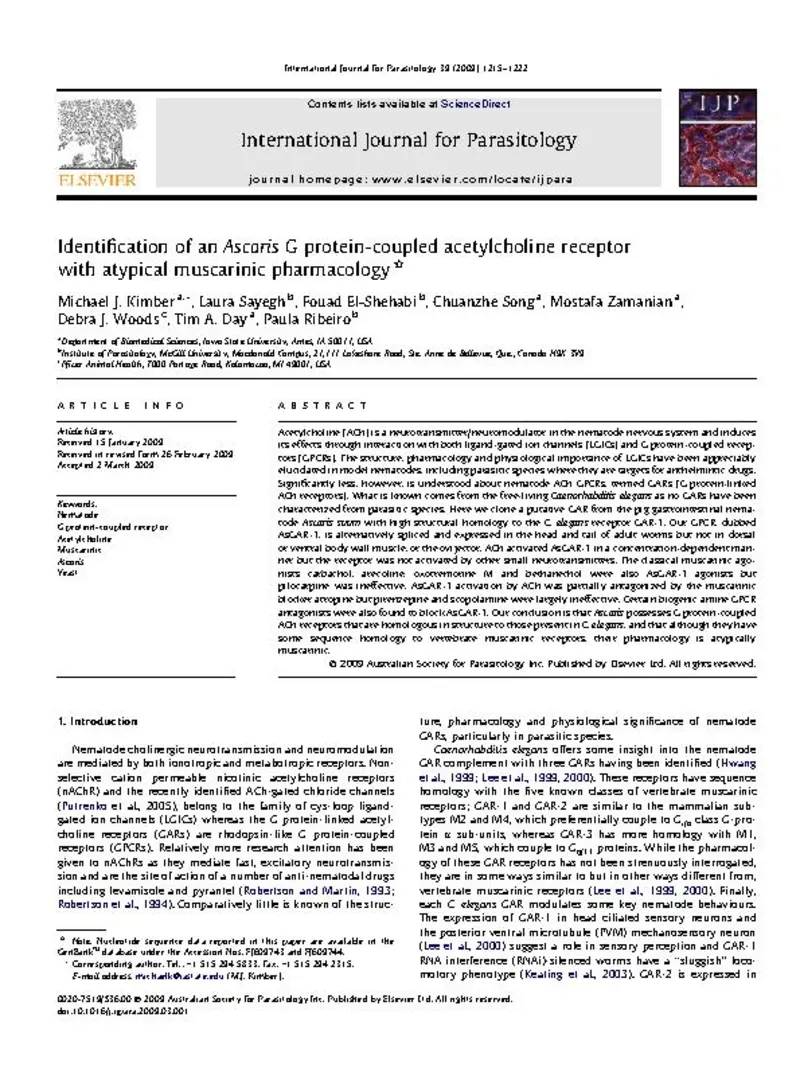 International Journal for Parasitology 39 (2009) 1215–1222
Contents lists available at ScienceDirect
International Journal for Parasitology
journal homepage: www.elsevier.com/locate/ijpara
ELSEVIER
IJP
Identification of an Ascaris G protein-coupled acetylcholine receptor
with atypical muscarinic pharmacology ☆
Michael J. Kimber a,*, Laura Sayegh b, Fouad El-Shehabi b, Chuanzhe Song a, Mostafa Zamanian a,
Debra J. Woods c, Tim A. Day a, Paula Ribeiro b
a Department of Biomedical Sciences, Iowa State University, Ames, IA 50011, USA
b Institute of Parasitology, McGill University, Macdonald Campus, 21,111 Lakeshore Road, Ste. Anne de Bellevue, Que., Canada H9X 3V9
c Pfizer Animal Health, 7000 Portage Road, Kalamazoo, MI 49001, USA
ARTICLE INFO
Article history:
Received 15 January 2009
Received in revised form 26 February 2009
Accepted 2 March 2009
Keywords:
Nematode
G protein-coupled receptor
Acetylcholine
Muscarinic
Ascaris
Yeast
ABSTRACT
Acetylcholine (ACh) is a neurotransmitter/neuromodulator in the nematode nervous system and induces
its effects through interaction with both ligand-gated ion channels (LGICs) and G protein-coupled recep-
tors (GPCRs). The structure, pharmacology and physiological importance of LGICs have been appreciably
elucidated in model nematodes, including parasitic species where they are targets for anthelmintic drugs.
Significantly less, however, is understood about nematode ACh GPCRs, termed GARs (G protein-linked
ACh receptors). What is known comes from the free-living Caenorhabditis elegans as no GARs have been
characterized from parasitic species. Here we clone a putative GAR from the pig gastrointestinal nema-
tode Ascaris suum with high structural homology to the C. elegans receptor GAR-1. Our GPCR, dubbed
AsGAR-1, is alternatively spliced and expressed in the head and tail of adult worms but not in dorsal
or ventral body wall muscle, or the ovijector. ACh activated AsGAR-1 in a concentration-dependent man-
ner but the receptor was not activated by other small neurotransmitters. The classical muscarinic ago-
nists carbachol, arecoline, oxotremorine M and bethanechol were also AsGAR-1 agonists but
pilocarpine was ineffective. AsGAR-1 activation by ACh was partially antagonized by the muscarinic
blocker atropine but pirenzepine and scopolamine were largely ineffective. Certain biogenic amine GPCR
antagonists were also found to block AsGAR-1. Our conclusion is that Ascaris possesses G protein-coupled
ACh receptors that are homologous in structure to those present in C. elegans, and that although they have
some sequence homology to vertebrate muscarinic receptors, their pharmacology is atypically
muscarinic.
© 2009 Australian Society for Parasitology Inc. Published by Elsevier Ltd. All rights reserved.
1. Introduction
Nematode cholinergic neurotransmission and neuromodulation
are mediated by both ionotropic and metabotropic receptors. Non-
selective cation permeable nicotinic acetylcholine receptors
(nAChR) and the recently identified ACh-gated chloride channels
(Putrenko et al., 2005), belong to the family of cys-loop ligand-
gated ion channels (LGICs) whereas the G protein-linked acetyl-
choline receptors (GARs) are rhodopsin-like G protein-coupled
receptors (GPCRs). Relatively more research attention has been
given to nAChRs as they mediate fast, excitatory neurotransmis-
sion and are the site of action of a number of anti-nematodal drugs
including levamisole and pyrantel (Robertson and Martin, 1993;
Robertson et al., 1994). Comparatively little is known of the struc-
☆ Note: Nucleotide sequence data reported in this paper are available in the
GenBank™ database under the Accession Nos. FJ609743 and FJ609744.
* Corresponding author. Tel.: +1 515 294 5833; fax: +1 515 294 2315.
E-mail address: michaelk@iastate.edu (M.J. Kimber).
ture, pharmacology and physiological significance of nematode
GARs, particularly in parasitic species.
Caenorhabditis elegans offers some insight into the nematode
GAR complement with three GARs having been identified (Hwang
et al., 1999; Lee et al., 1999, 2000). These receptors have sequence
homology with the five known classes of vertebrate muscarinic
receptors; GAR-1 and GAR-2 are similar to the mammalian sub-
types M2 and M4, which preferentially couple to Gi/o class G-pro-
tein α sub-units, whereas GAR-3 has more homology with M1,
M3 and M5, which couple to Gq/11 proteins. While the pharmacol-
ogy of these GAR receptors has not been strenuously interrogated,
they are in some ways similar to but in other ways different from,
vertebrate muscarinic receptors (Lee et al., 1999, 2000). Finally,
each C. elegans GAR modulates some key nematode behaviours.
The expression of GAR-1 in head ciliated sensory neurons and
the posterior ventral microtubule (PVM) mechanosensory neuron
(Lee et al., 2000) suggest a role in sensory perception and GAR-1
RNA interference (RNAi)-silenced worms have a “sluggish” loco-
motory phenotype (Keating et al., 2003). GAR-2 is expressed in
0020-7519/$36.00 © 2009 Australian Society for Parasitology Inc. Published by Elsevier Ltd. All rights reserved.
doi:10.1016/j.ijpara.2009.03.001